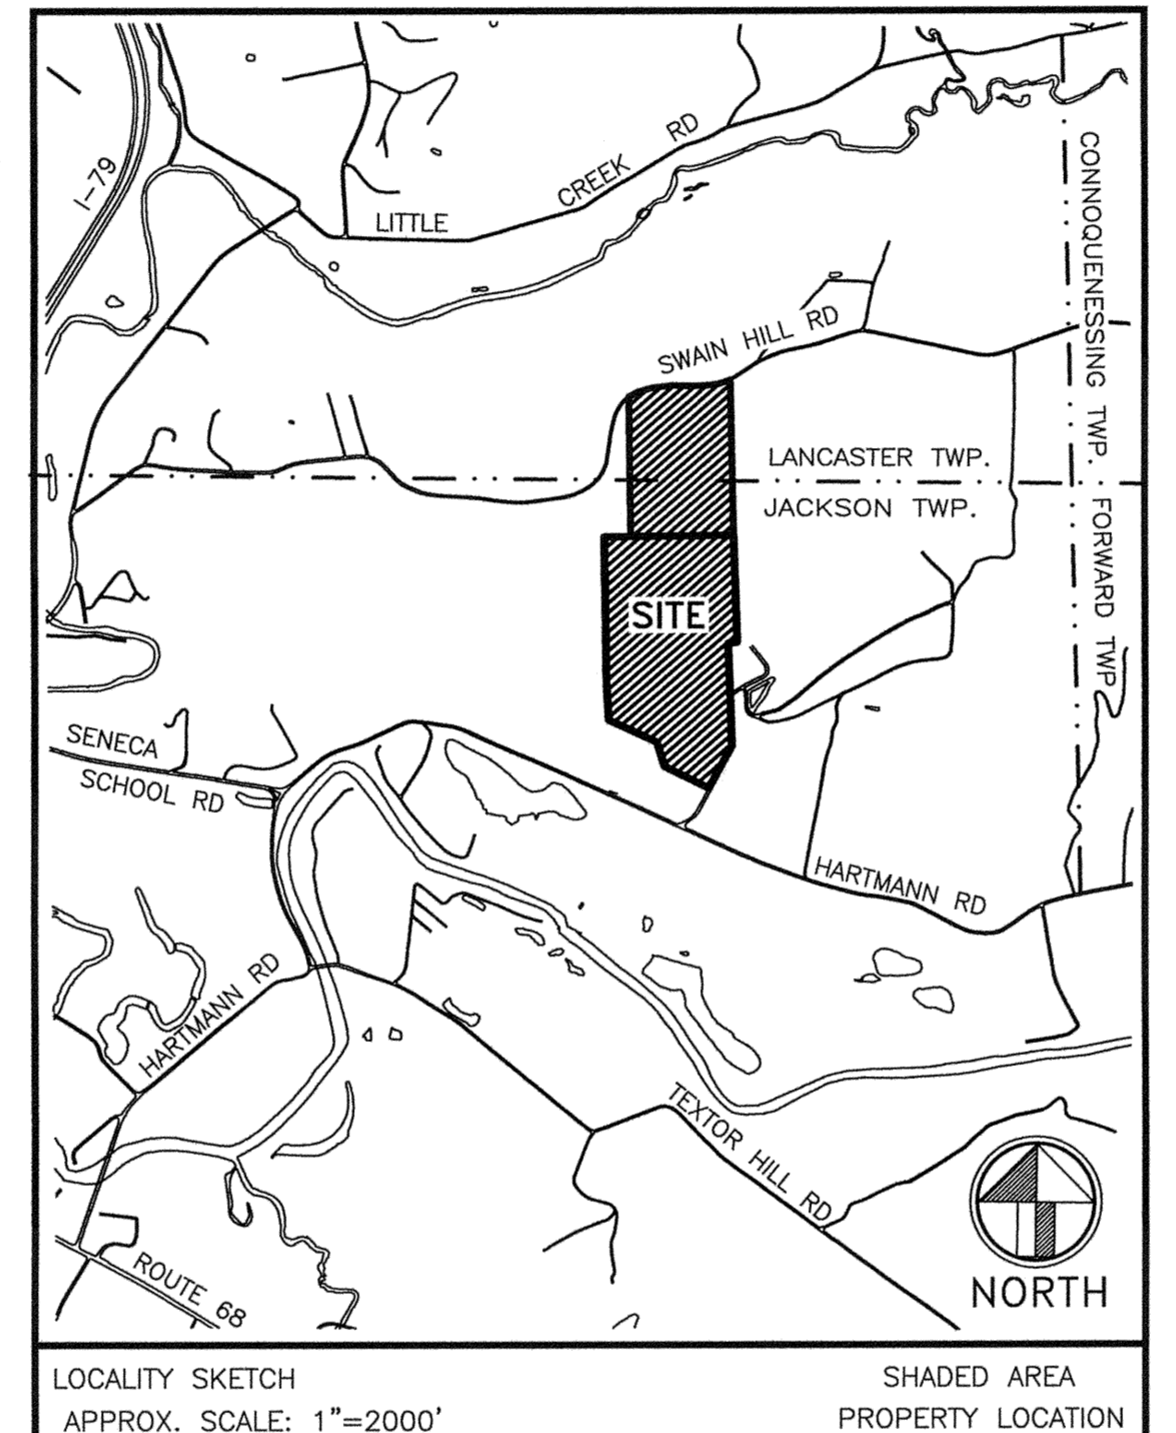 I-79
LITTLE CREEK RD
CONNOQUENESSING TWP.
SWAIN HILL RD
LANCASTER TWP.
JACKSON TWP.
FORWARD TWP
SITE
SENECA
SCHOOL RD
HARTMANN RD
HARTMANN RD
TEXTOR HILL RD
ROUTE 68
NORTH
LOCALITY SKETCH
APPROX. SCALE: 1"=2000'
SHADED AREA
PROPERTY LOCATION